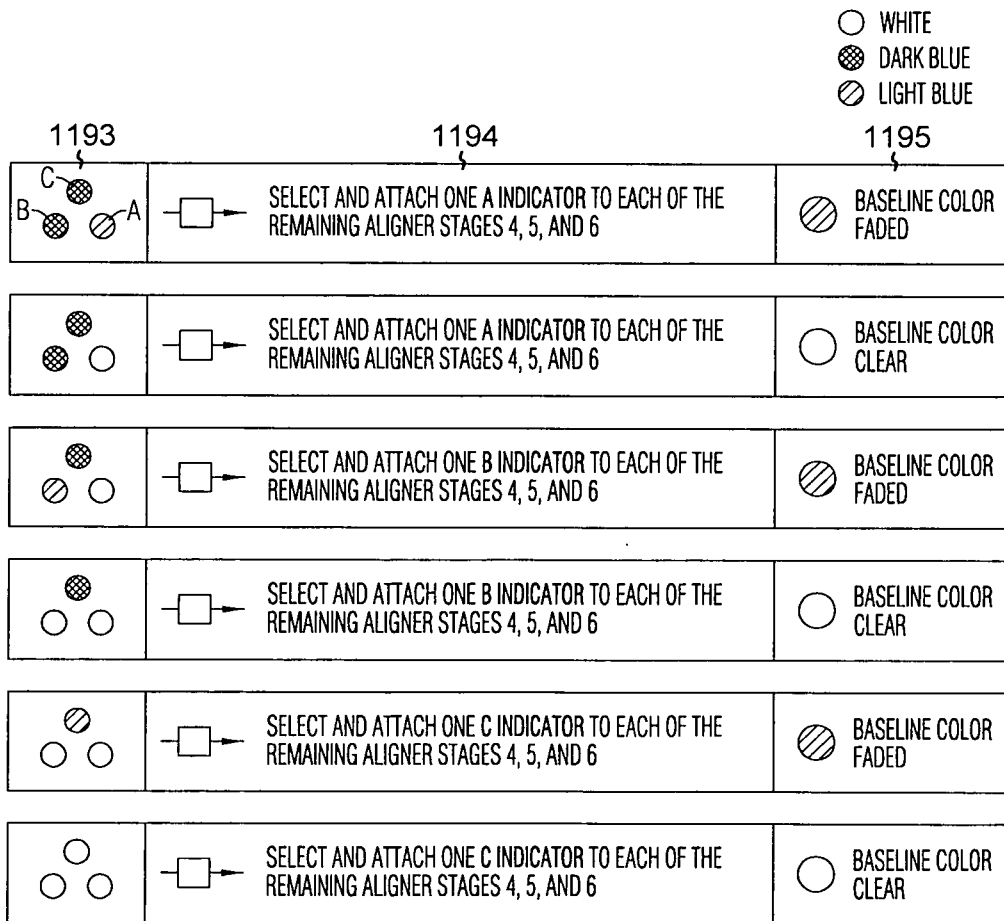 WHITE
DARK BLUE
LIGHT BLUE
1193
1194
1195
C
B
A
SELECT AND ATTACH ONE A INDICATOR TO EACH OF THE
REMAINING ALIGNER STAGES 4, 5, AND 6
BASELINE COLOR
FADED
SELECT AND ATTACH ONE A INDICATOR TO EACH OF THE
REMAINING ALIGNER STAGES 4, 5, AND 6
BASELINE COLOR
CLEAR
SELECT AND ATTACH ONE B INDICATOR TO EACH OF THE
REMAINING ALIGNER STAGES 4, 5, AND 6
BASELINE COLOR
FADED
SELECT AND ATTACH ONE B INDICATOR TO EACH OF THE
REMAINING ALIGNER STAGES 4, 5, AND 6
BASELINE COLOR
CLEAR
SELECT AND ATTACH ONE C INDICATOR TO EACH OF THE
REMAINING ALIGNER STAGES 4, 5, AND 6
BASELINE COLOR
FADED
SELECT AND ATTACH ONE C INDICATOR TO EACH OF THE
REMAINING ALIGNER STAGES 4, 5, AND 6
BASELINE COLOR
CLEAR